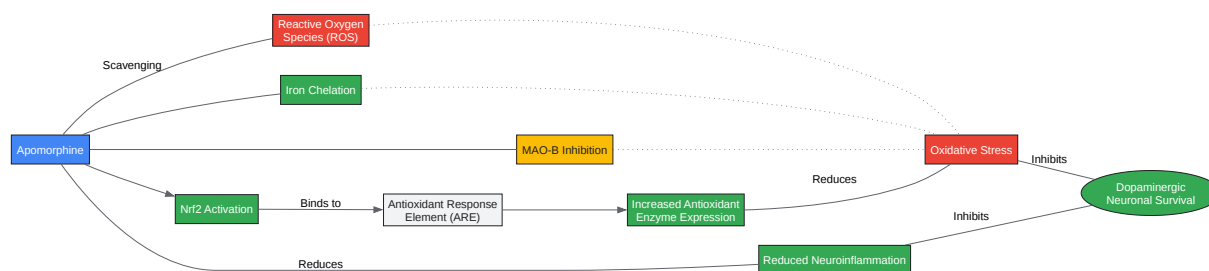 Reactive Oxygen
Species (ROS)
Scavenging
Iron Chelation
Apomorphine
MAO-B Inhibition
Oxidative Stress
Inhibits
Reduces
Dopaminergic
Neuronal Survival
Nrf2 Activation
Binds to
Antioxidant Response
Element (ARE)
Increased Antioxidant
Enzyme Expression
Inhibits
Reduces
Reduced Neuroinflammation